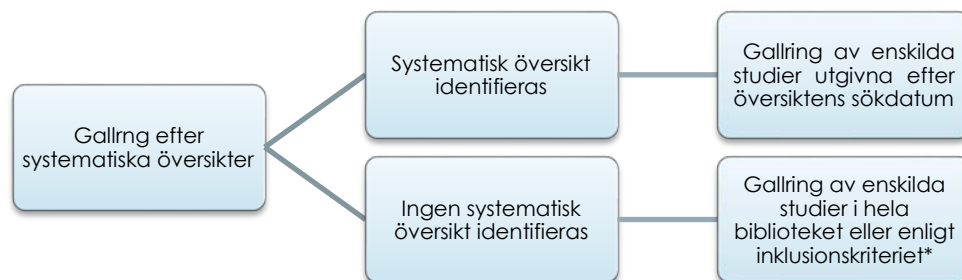 Gallrng efter
systematiska översikter
Systematisk översikt
identifieras
Gallring av enskilda
studier utgivna efter
översiktens sökdatum
Ingen systematisk
översikt identifieras
Gallring av enskilda
studier i hela
biblioteket eller enligt
inklusionskriteriet*